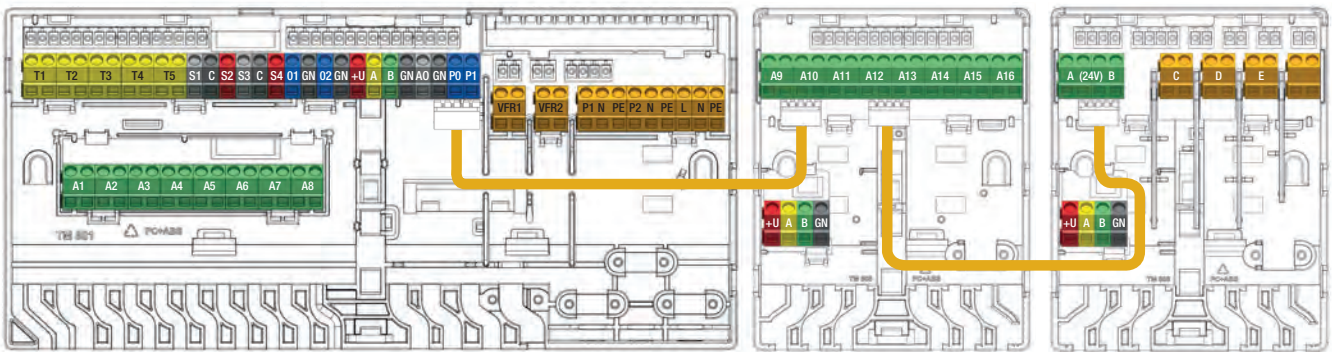 T1 T2 T3 T4 T5 S1 C S2 S3 C S4 01 GN 02 GN +U A B GN AO GN P0 P1
VFR1 VFR2 P1 N PE P2 N PE L N PE
A1 A2 A3 A4 A5 A6 A7 A8
PC+ABS
A9 A10 A11 A12 A13 A14 A15 A16
+U A B GN
PC+ABS
A (24V) B C D E
+U A B GN
PC+ABS